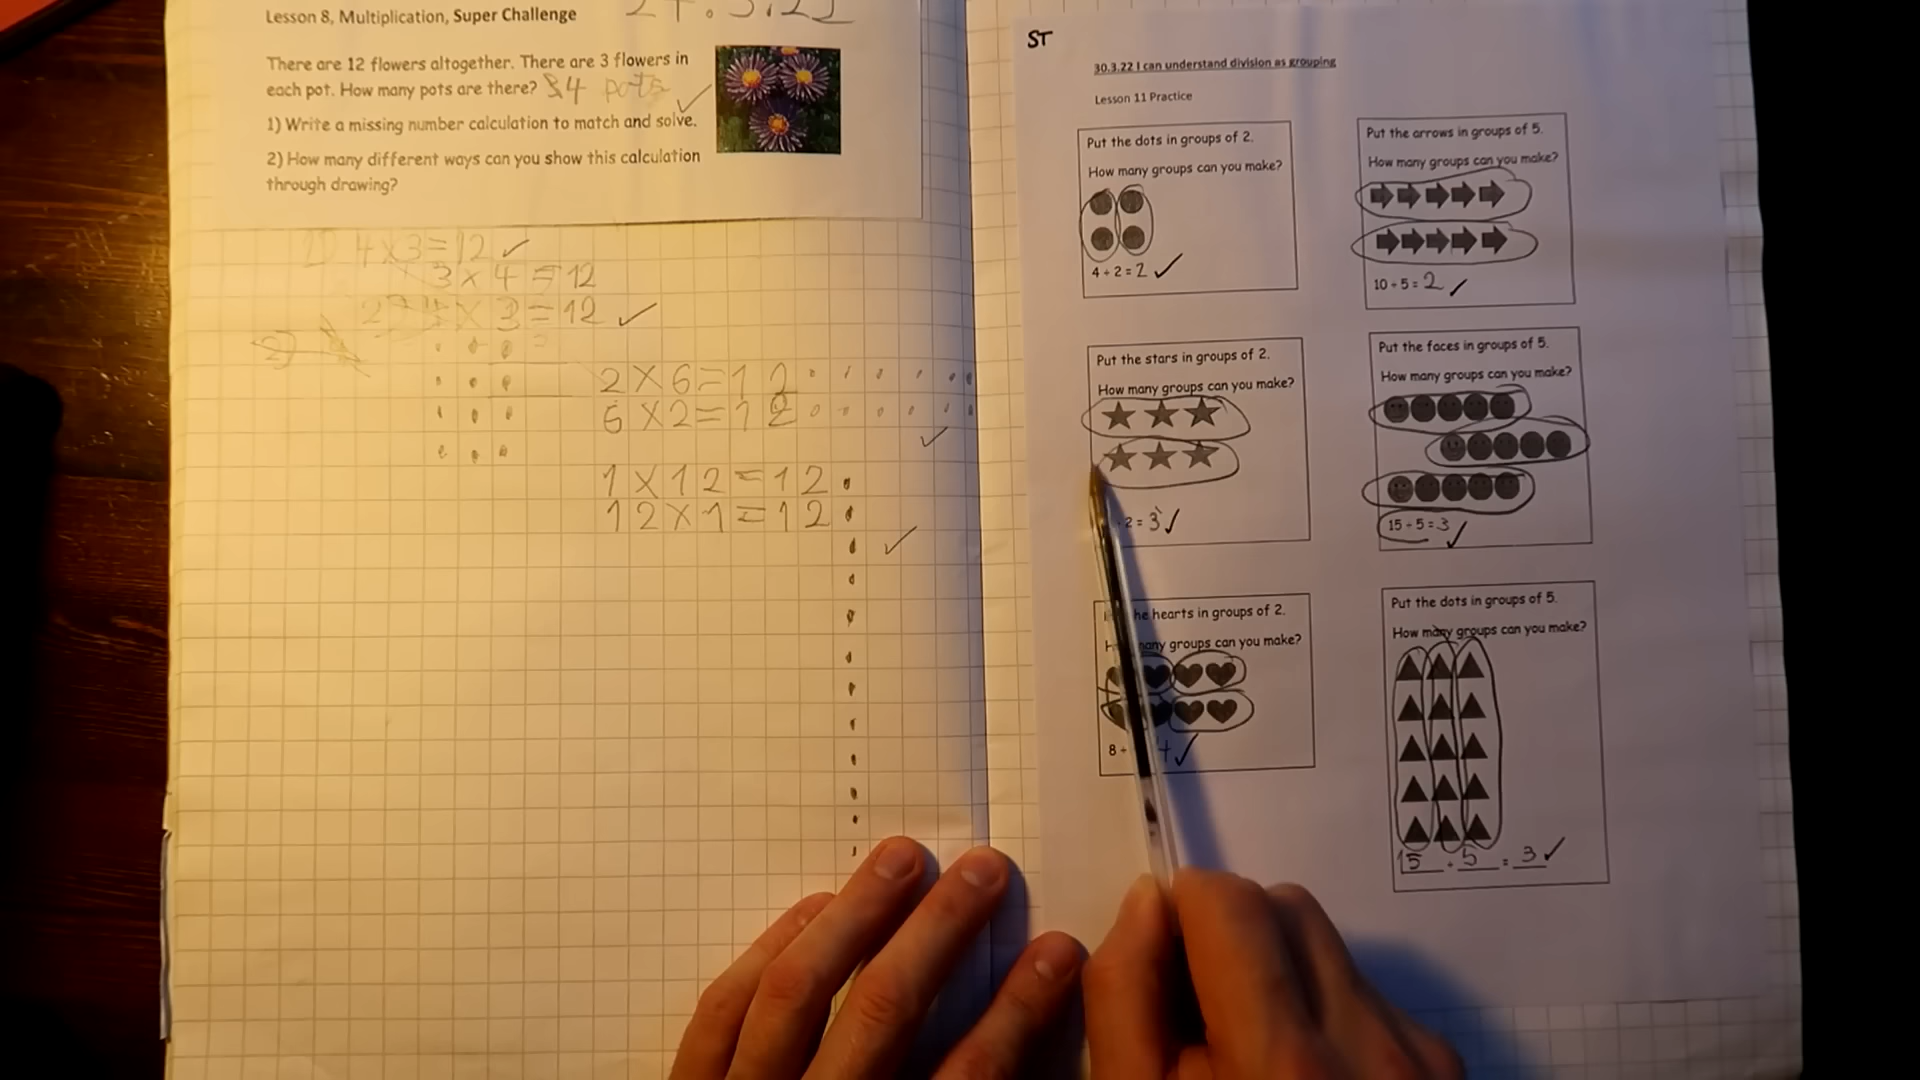 Lesson 8, Multiplication, Super Challenge
There are 12 flowers altogether. There are 3 flowers in
each pot. How many pots are there? 4 pots
1) Write a missing number calculation to match and solve.
2) How many different ways can you show this calculation
through drawing?
4 x 3 = 12
3 x 4 = 12
x 3 = 12
2)
2 x 6 = 12
6 x 2 = 12
1 x 12 = 12
12 x 1 = 12
ST
30.3.22 I can understand division as grouping
Lesson 11 Practice
Put the dots in groups of 2.
How many groups can you make?
4 ÷ 2 = 2
Put the arrows in groups of 5.
How many groups can you make?
10 ÷ 5 = 2
Put the stars in groups of 2.
How many groups can you make?
2 = 3
Put the faces in groups of 5.
How many groups can you make?
15 ÷ 5 = 3
he hearts in groups of 2.
many groups can you make?
8 ÷ 4
Put the dots in groups of 5.
How many groups can you make?
15 ÷ 5 = 3